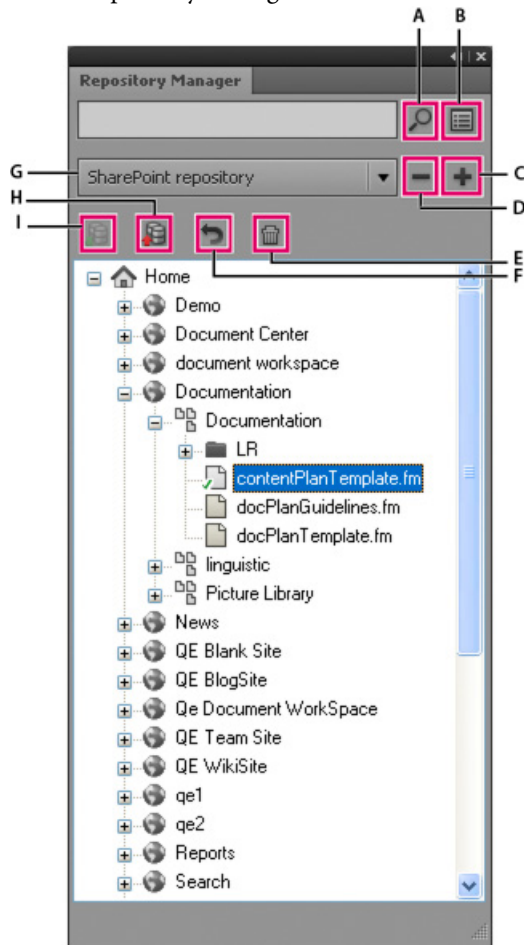 A B
Repository Manager
G SharePoint repository C
D
H
I
E
F
Home
Demo
Document Center
document workspace
Documentation
Documentation
LR
contentPlanTemplate.fm
docPlanGuidelines.fm
docPlanTemplate.fm
linguistic
Picture Library
News
QE Blank Site
QE BlogSite
Qe Document WorkSpace
QE Team Site
QE WikiSite
qe1
qe2
Reports
Search